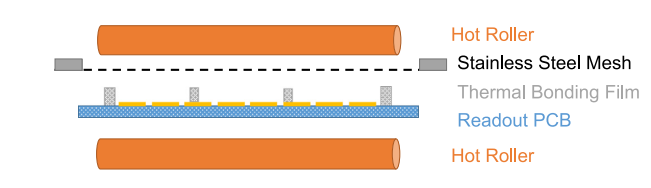 Hot Roller
Stainless Steel Mesh
Thermal Bonding Film
Readout PCB
Hot Roller